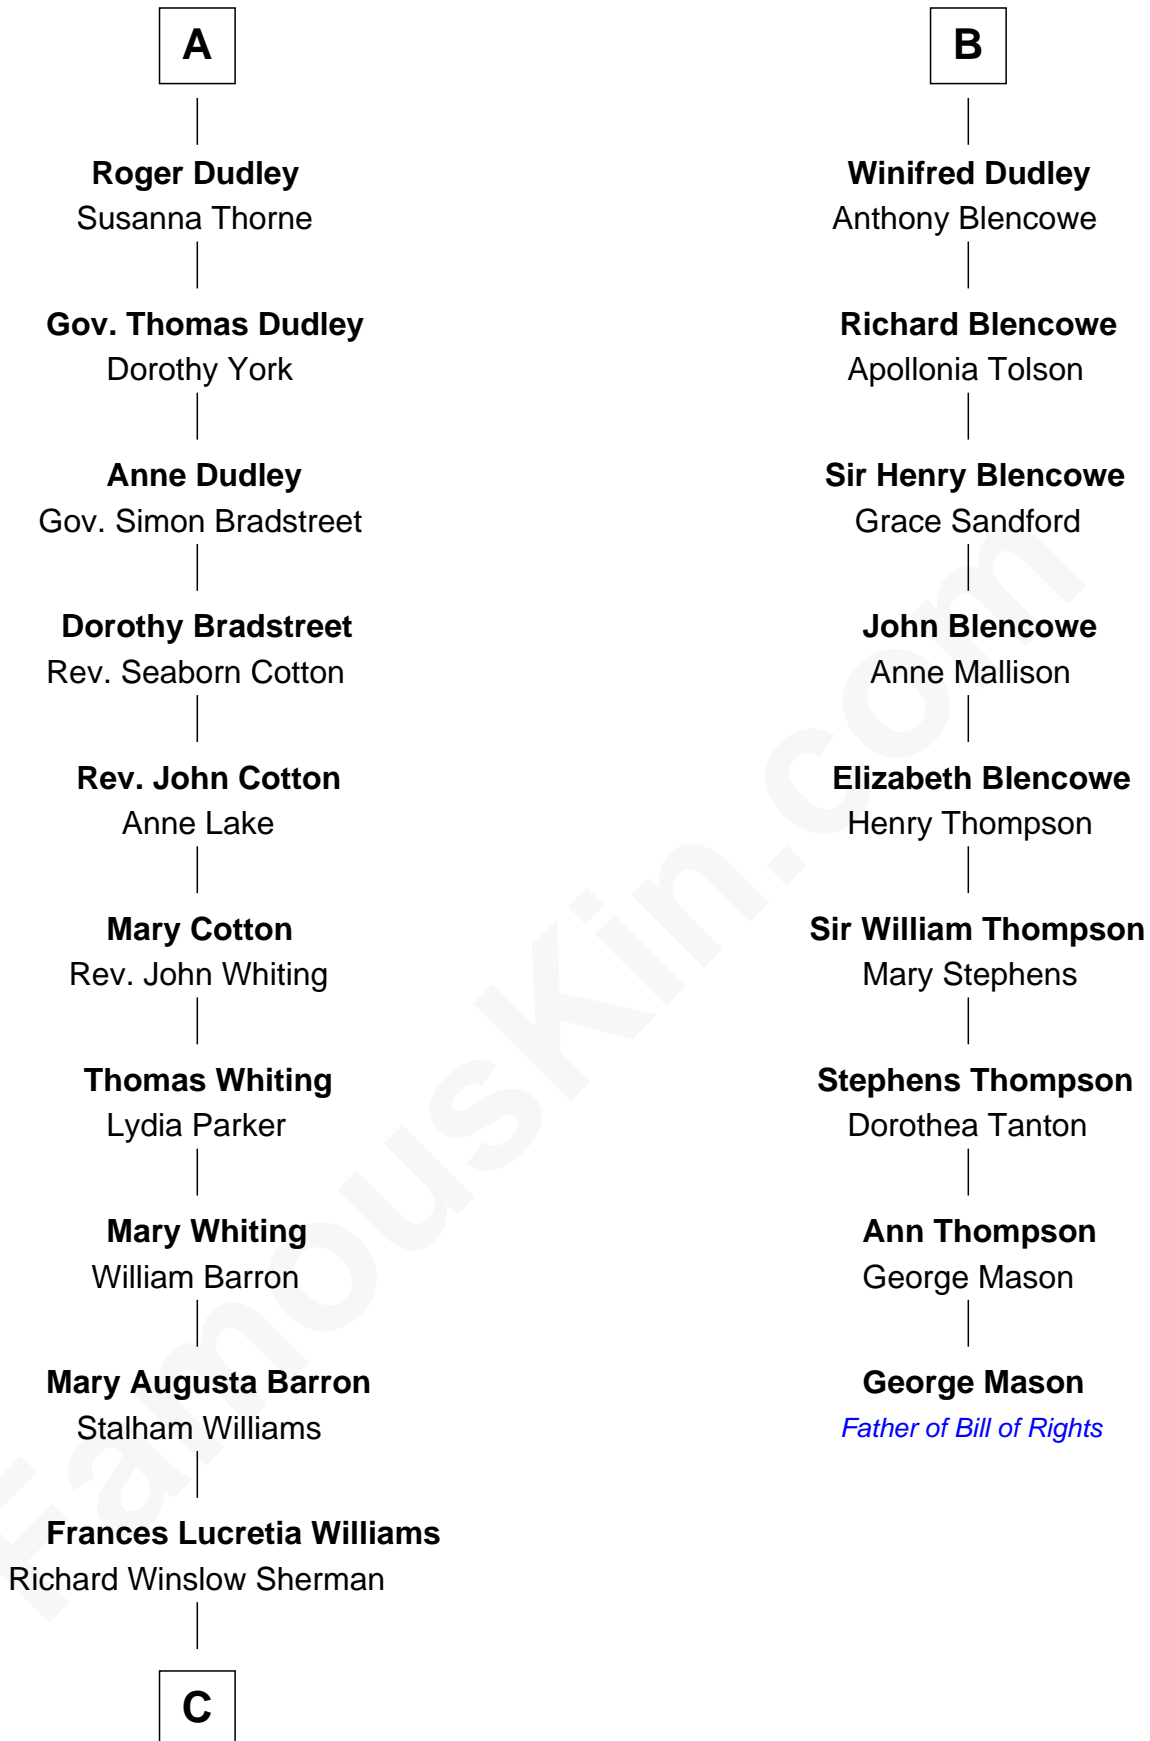 A
Roger Dudley
Susanna Thorne
Gov. Thomas Dudley
Dorothy York
Anne Dudley
Gov. Simon Bradstreet
Dorothy Bradstreet
Rev. Seaborn Cotton
Rev. John Cotton
Anne Lake
Mary Cotton
Rev. John Whiting
Thomas Whiting
Lydia Parker
Mary Whiting
William Barron
Mary Augusta Barron
Stalham Williams
Frances Lucretia Williams
Richard Winslow Sherman
C
B
Winifred Dudley
Anthony Blencowe
Richard Blencowe
Apollonia Tolson
Sir Henry Blencowe
Grace Sandford
John Blencowe
Anne Mallison
Elizabeth Blencowe
Henry Thompson
Sir William Thompson
Mary Stephens
Stephens Thompson
Dorothea Tanton
Ann Thompson
George Mason
George Mason
Father of Bill of Rights
FamousKin.com